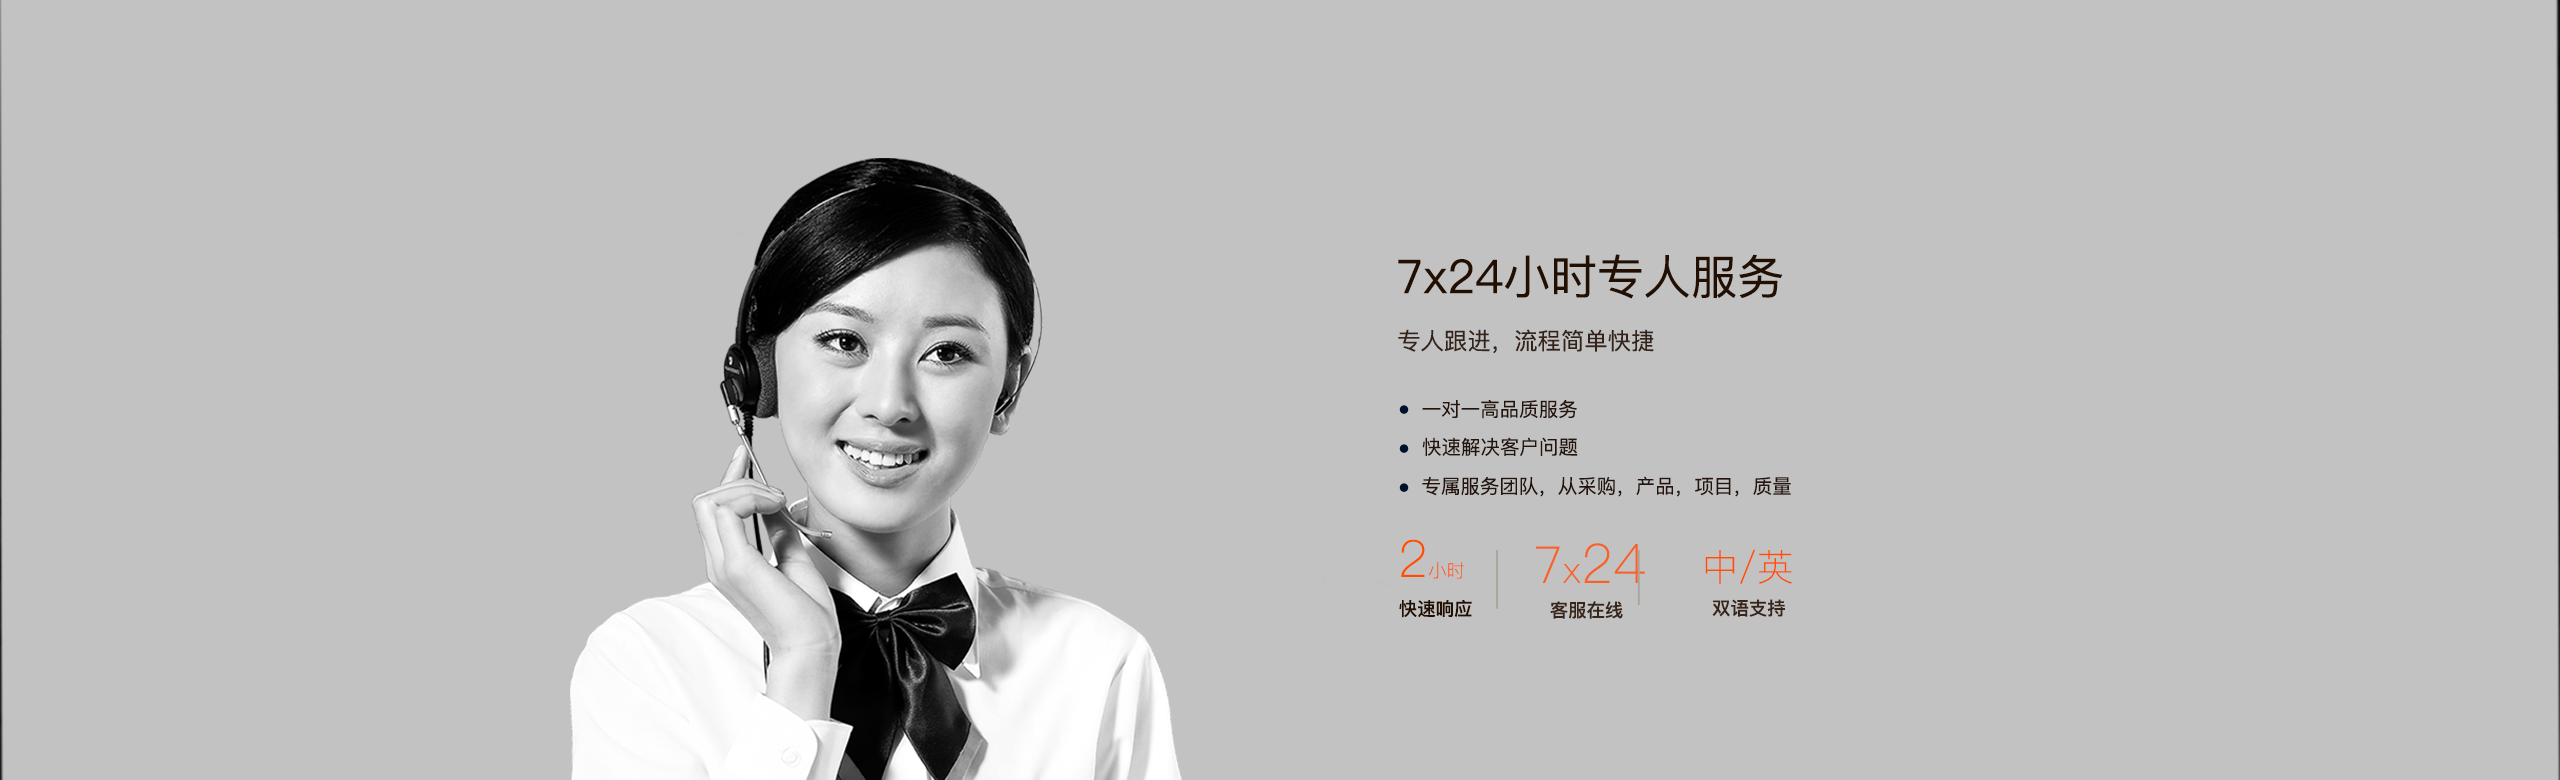 7x24小时专人服务
专人跟进，流程简单快捷
一对一高品质服务
快速解决客户问题
专属服务团队，从采购，产品，项目，质量
2小时 7x24 中/英
快速响应 客服在线 双语支持